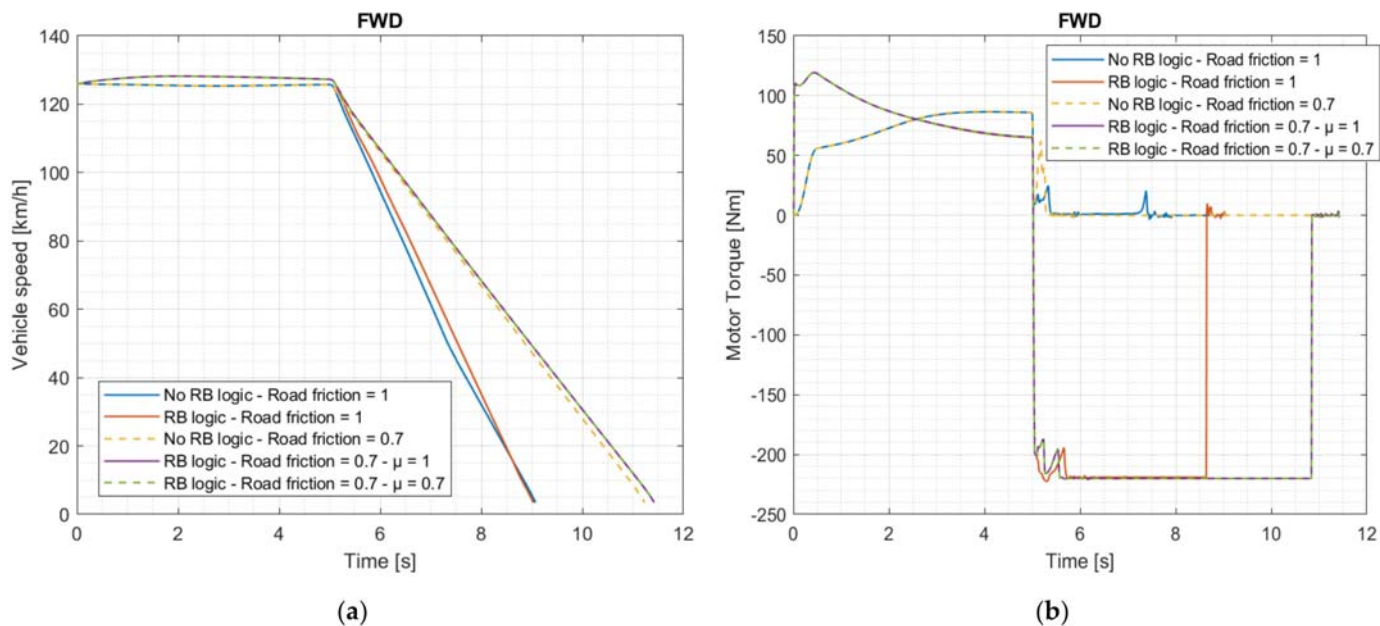 FWD
140
120
100
80
60
40
20
0
Vehicle speed [km/h]
No RB logic - Road friction = 1
RB logic - Road friction = 1
No RB logic - Road friction = 0.7
RB logic - Road friction = 0.7 - μ = 1
RB logic - Road friction = 0.7 - μ = 0.7
0 2 4 6 8 10 12
Time [s]
(a)
FWD
150
100
50
0
-50
-100
-150
-200
-250
Motor Torque [Nm]
No RB logic - Road friction = 1
RB logic - Road friction = 1
No RB logic - Road friction = 0.7
RB logic - Road friction = 0.7 - μ = 1
RB logic - Road friction = 0.7 - μ = 0.7
0 2 4 6 8 10 12
Time [s]
(b)